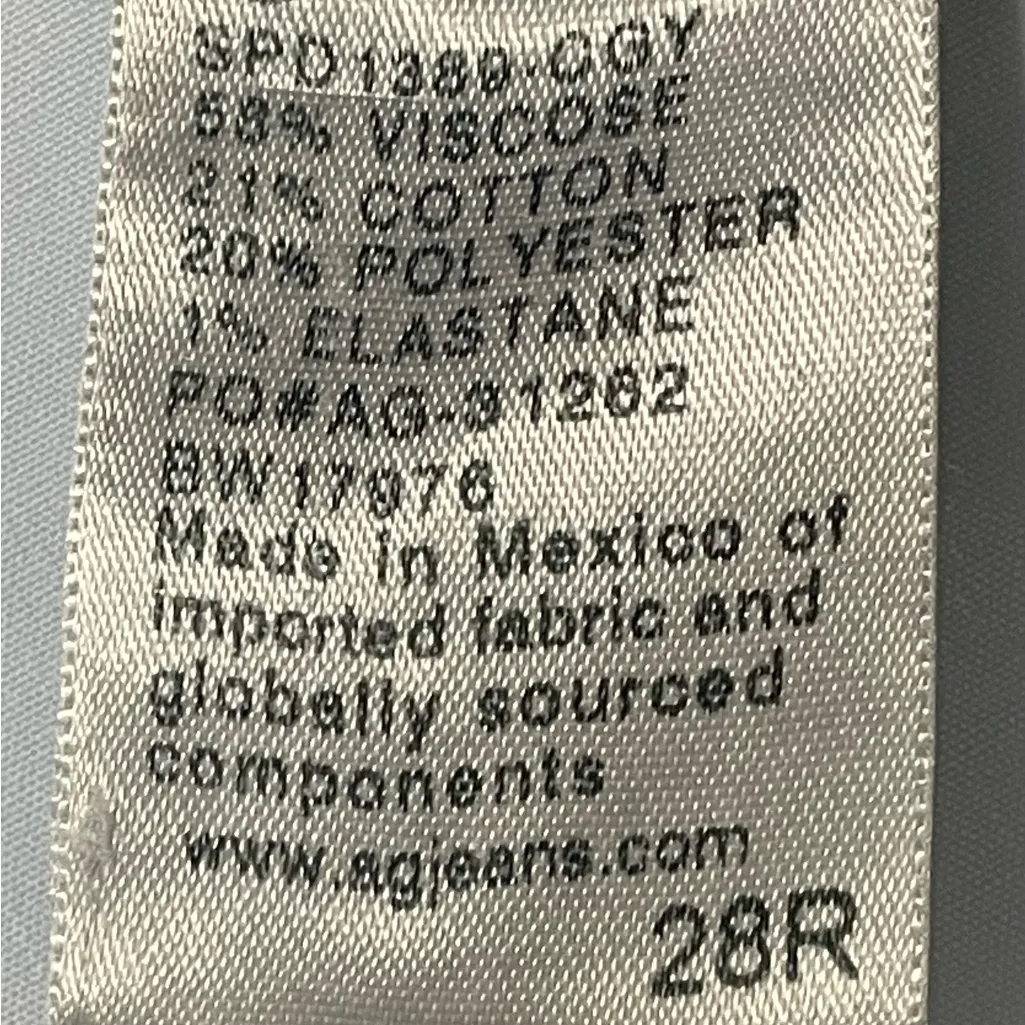 SPD1389-CGY
58% VISCOSE
21% COTTON
20% POLYESTER
1% ELASTANE
PO#AG-31262
BW17976
Made in Mexico of
imported fabric and
globally sourced
components
www.agjeans.com
28R